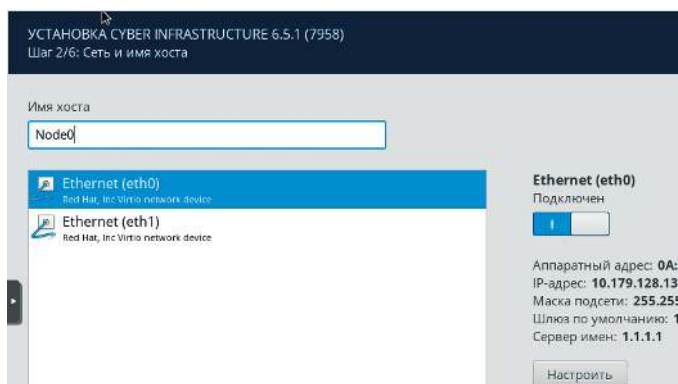 УСТАНОВКА CYBER INFRASTRUCTURE 6.5.1 (7958)
Шаг 2/6: Сеть и имя хоста
Имя хоста
Node0
Ethernet (eth0)
Red Hat, Inc Virtio network device
Ethernet (eth1)
Red Hat, Inc Virtio network device
Ethernet (eth0)
Подключен
Аппаратный адрес: 0A:
IP-адрес: 10.179.128.13
Маска подсети: 255.255
Шлюз по умолчанию: 1
Сервер имен: 1.1.1.1
Настроить